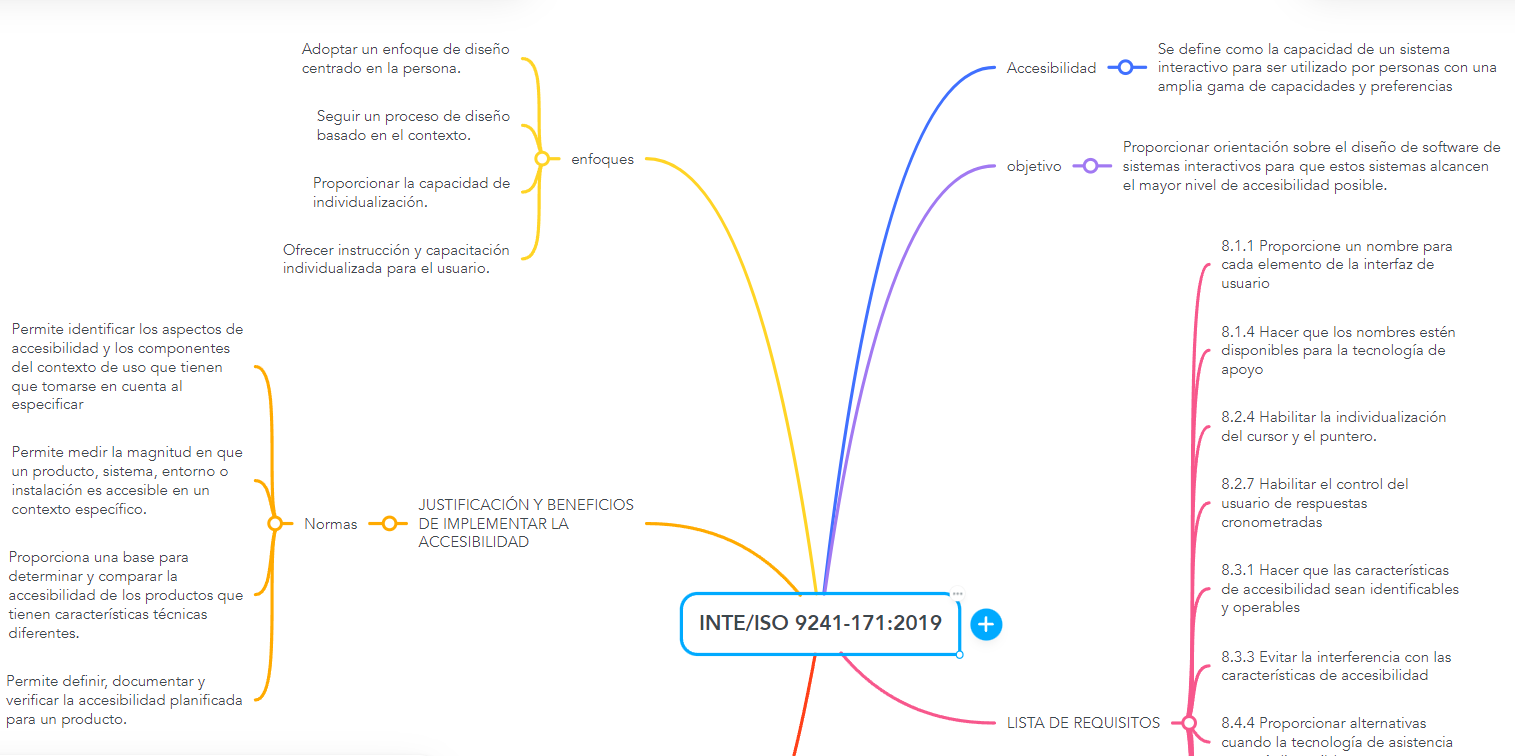 Adoptar un enfoque de diseño
centrado en la persona.
Seguir un proceso de diseño
basado en el contexto.
Proporcionar la capacidad de
individualización.
Ofrecer instrucción y capacitación
individualizada para el usuario.
enfoques
Permite identificar los aspectos de
accesibilidad y los componentes
del contexto de uso que tienen
que tomarse en cuenta al
especificar
Permite medir la magnitud en que
un producto, sistema, entorno o
instalación es accesible en un
contexto específico.
Proporciona una base para
determinar y comparar la
accesibilidad de los productos que
tienen características técnicas
diferentes.
Permite definir, documentar y
verificar la accesibilidad planificada
para un producto.
Normas
JUSTIFICACIÓN Y BENEFICIOS
DE IMPLEMENTAR LA
ACCESIBILIDAD
INTE/ISO 9241-171:2019
Accesibilidad
Se define como la capacidad de un sistema
interactivo para ser utilizado por personas con una
amplia gama de capacidades y preferencias
objetivo
Proporcionar orientación sobre el diseño de software de
sistemas interactivos para que estos sistemas alcancen
el mayor nivel de accesibilidad posible.
LISTA DE REQUISITOS
8.1.1 Proporcione un nombre para
cada elemento de la interfaz de
usuario
8.1.4 Hacer que los nombres estén
disponibles para la tecnología de
apoyo
8.2.4 Habilitar la individualización
del cursor y el puntero.
8.2.7 Habilitar el control del
usuario de respuestas
cronometradas
8.3.1 Hacer que las características
de accesibilidad sean identificables
y operables
8.3.3 Evitar la interferencia con las
características de accesibilidad
8.4.4 Proporcionar alternativas
cuando la tecnología de asistencia